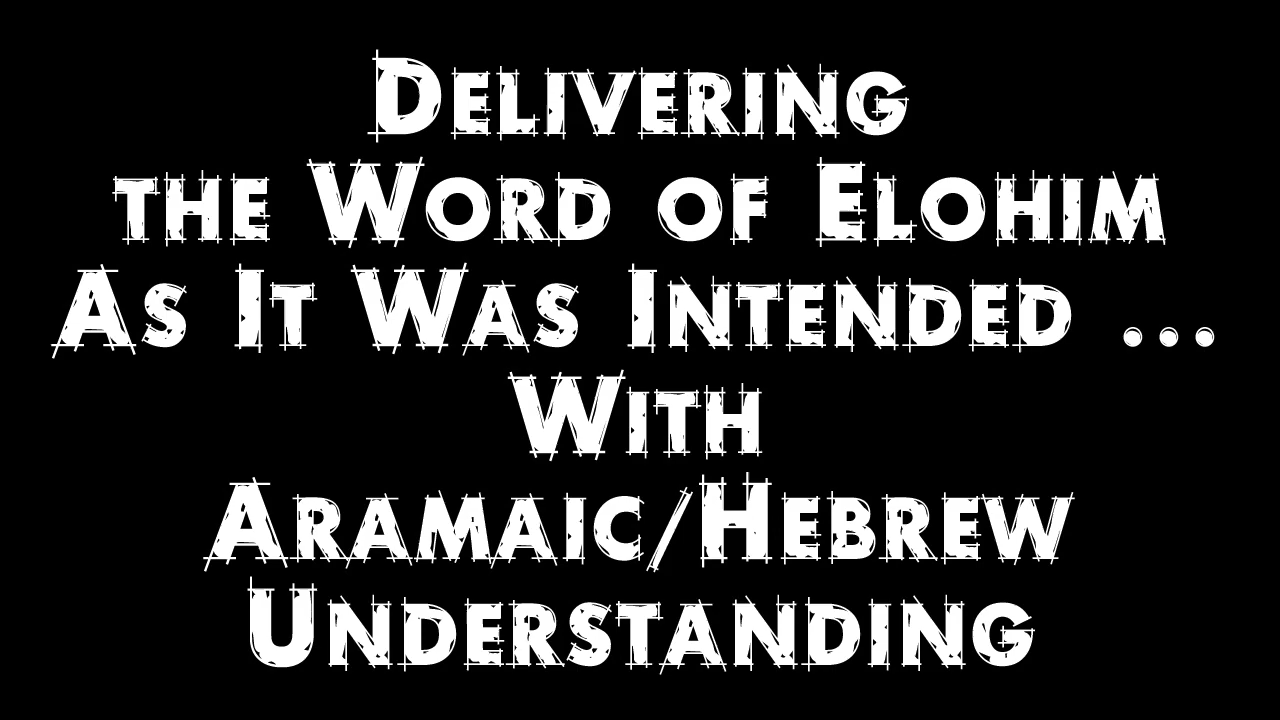 Delivering
the Word of Elohim
As It Was Intended ...
With
Aramaic/Hebrew
Understanding